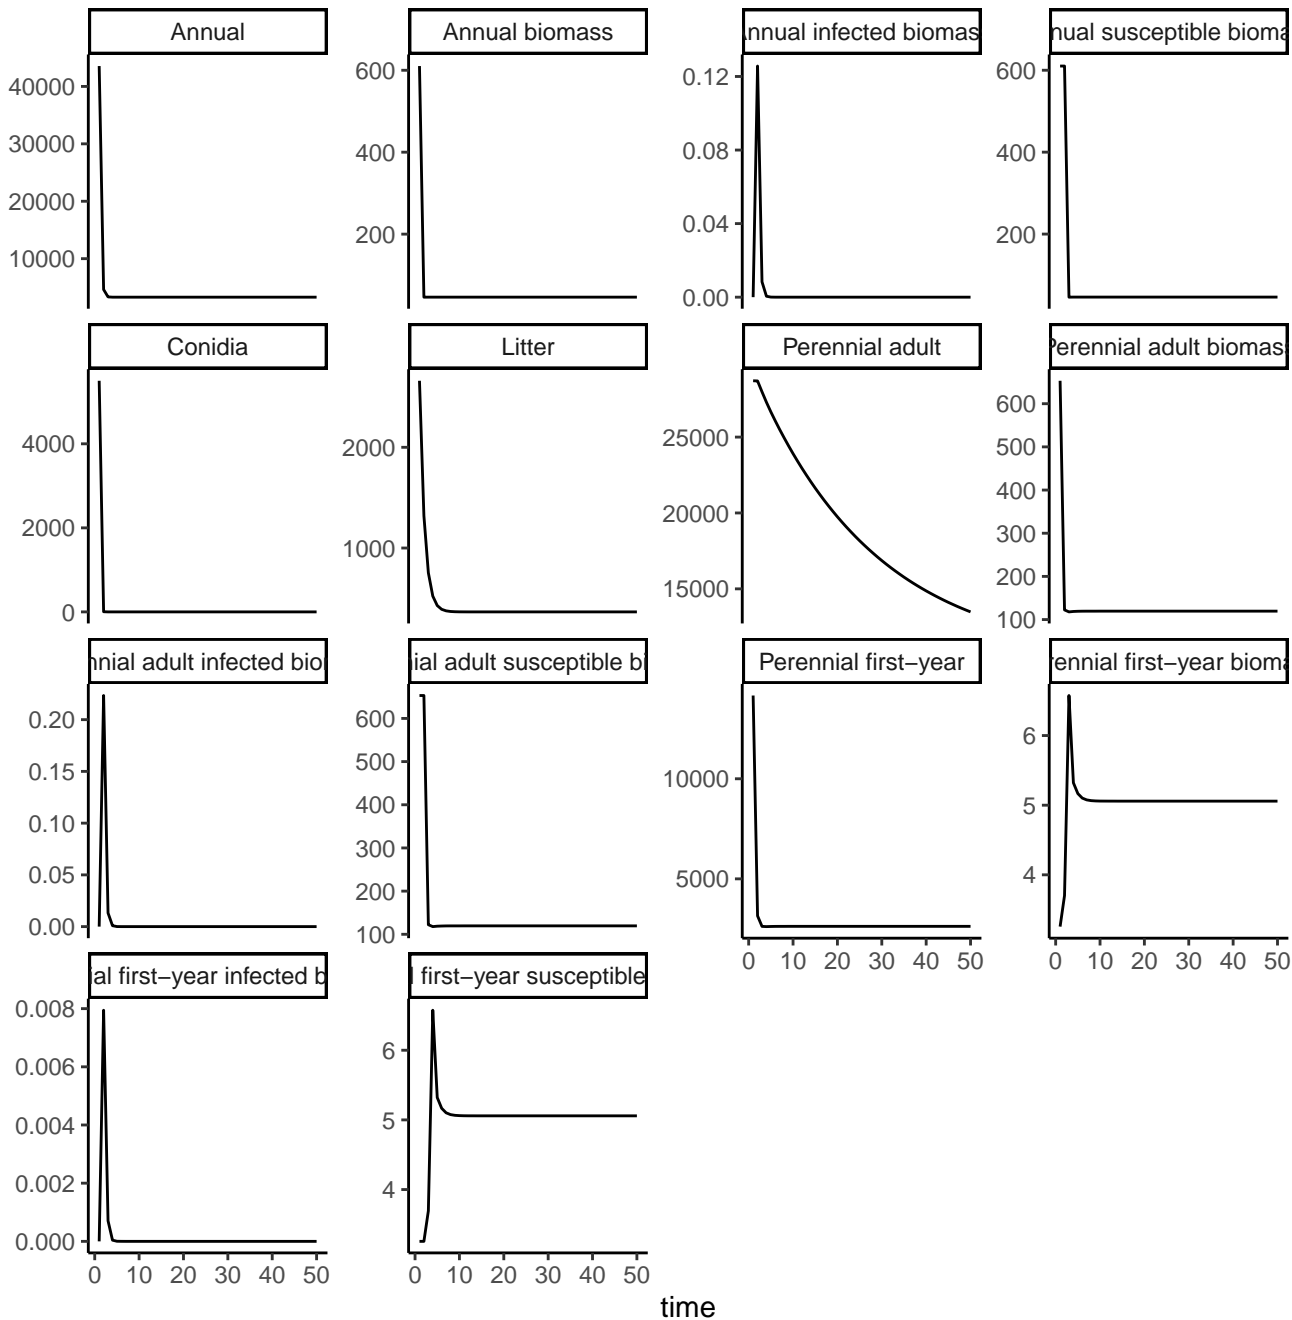 Annual
Annual biomass
nnual infected biomas
nual susceptible bioma
40000
30000
20000
10000
600
400
200
0.12
0.08
0.04
0.00
600
400
200
Conidia
Litter
Perennial adult
Perennial adult biomass
4000
2000
0
2000
1000
25000
20000
15000
600
500
400
300
200
100
nnial adult infected bio
ial adult susceptible bi
Perennial first−year
rennial first−year bioma
0.20
0.15
0.10
0.05
0.00
600
500
400
300
200
100
10000
5000
6
5
4
0 10 20 30 40 50
0 10 20 30 40 50
ial first−year infected b
l first−year susceptible
0.008
0.006
0.004
0.002
0.000
6
5
4
0 10 20 30 40 50
0 10 20 30 40 50
time